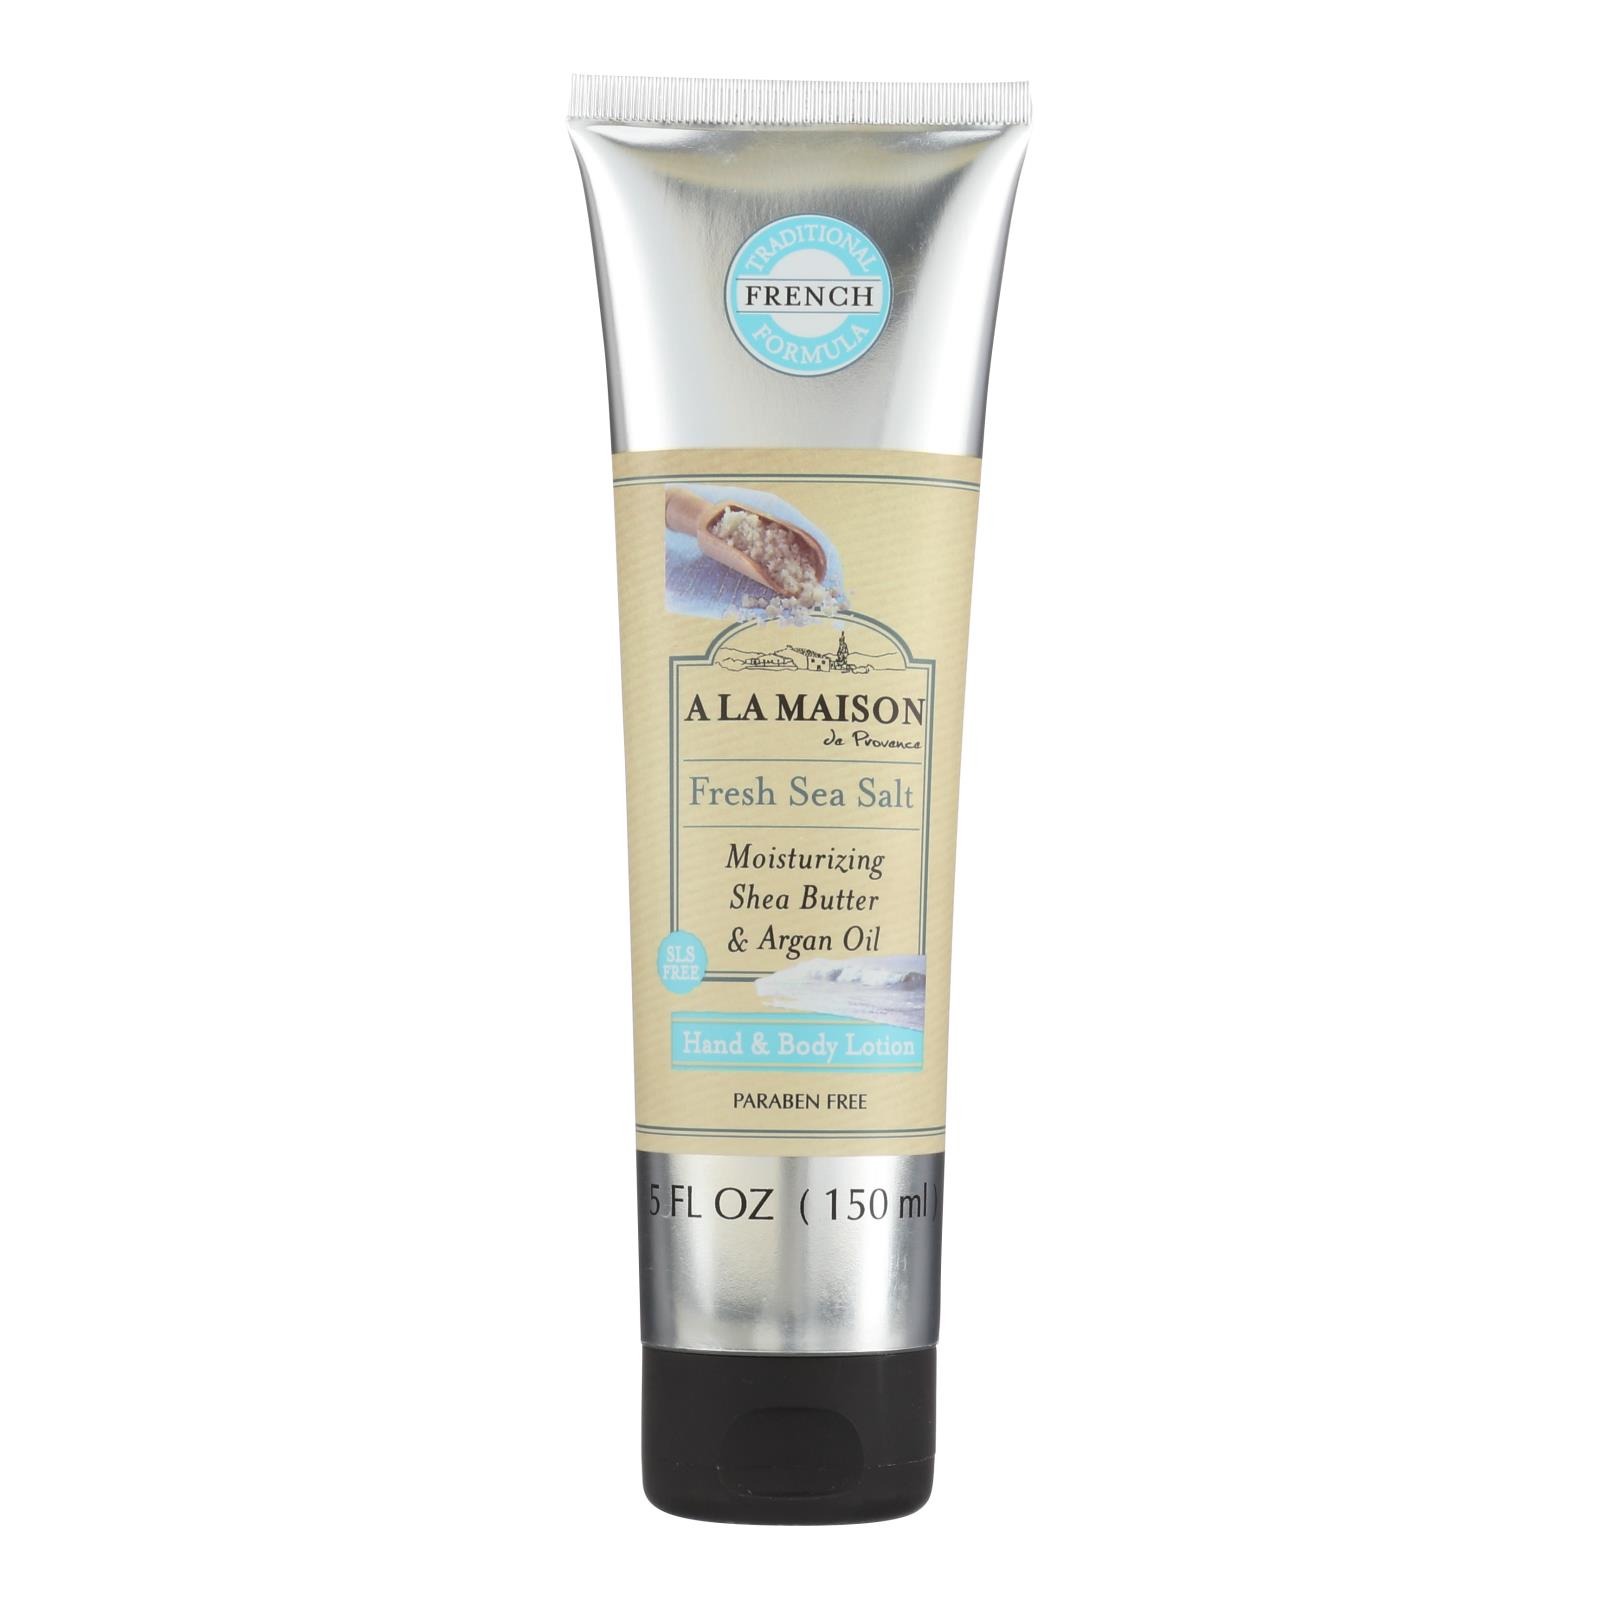 TRADITIONAL
FRENCH
FORMULA
A LA MAISON
de Provence
Fresh Sea Salt
Moisturizing
Shea Butter
& Argan Oil
SLS
FREE
Hand & Body Lotion
PARABEN FREE
5 FL OZ ( 150 ml )